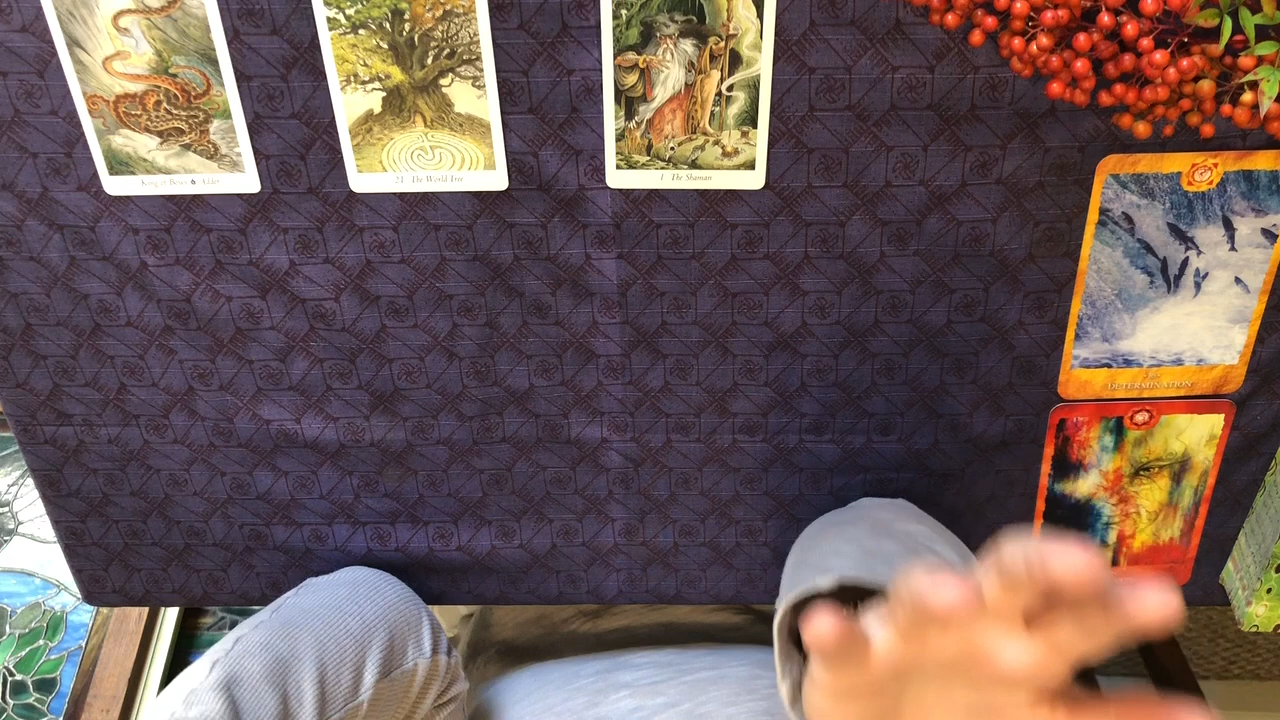 King of Bows Adder
21 The World Tree
1 The Shaman
DETERMINATION